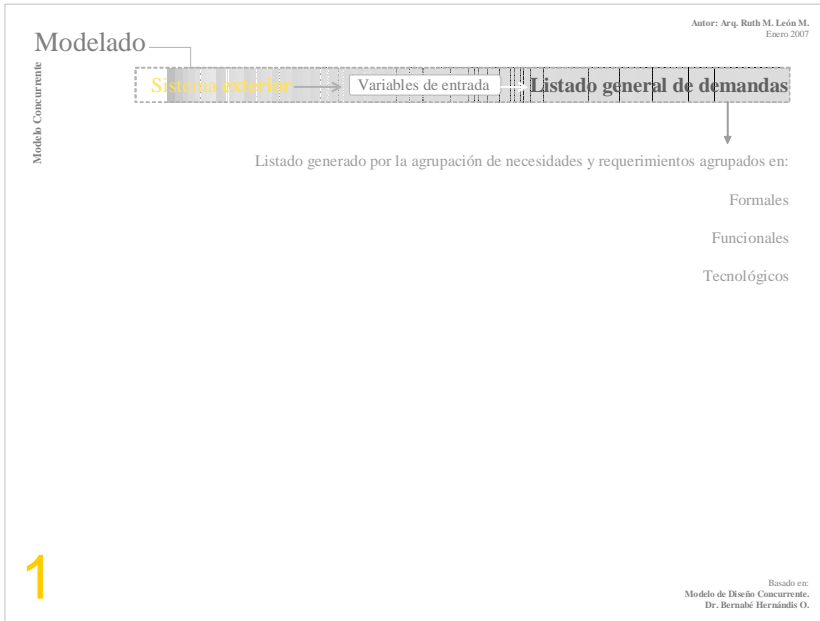 Autor: Arq. Ruth M. León M.
Enero 2007
Modelado
Modelo Concurrente
Sistema exterior
Variables de entrada
Listado general de demandas
Listado generado por la agrupación de necesidades y requerimientos agrupados en:
Formales
Funcionales
Tecnológicos
1
Basado en:
Modelo de Diseño Concurrente.
Dr. Bernabé Hernándis O.